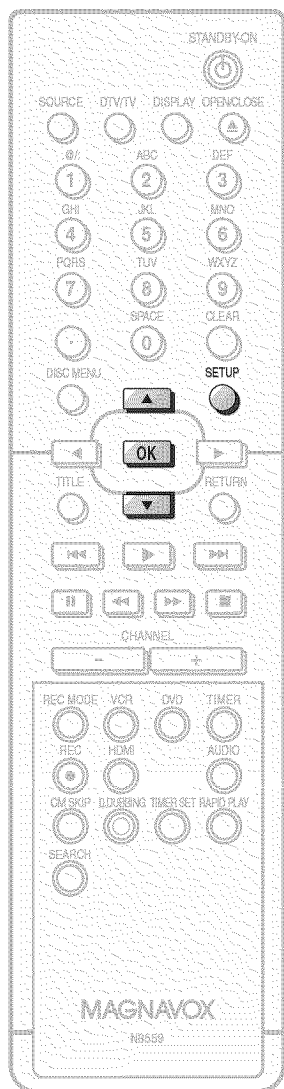 STANDBY-ON
SOURCE DTV/TV DISPLAY OPEN/CLOSE
@/: ABC DEF
1 2 3
GHI JKL MNO
4 5 6
PQRS TUV WXYZ
7 8 9
SPACE CLEAR
. 0
DISC MENU SETUP
OK
TITLE RETURN
CHANNEL
- +
REC MODE VCR DVD TIMER
REC HDMI AUDIO
CM SKIP D.DUBBING TIMER SET RAPID PLAY
SEARCH
MAGNAVOX
NB559